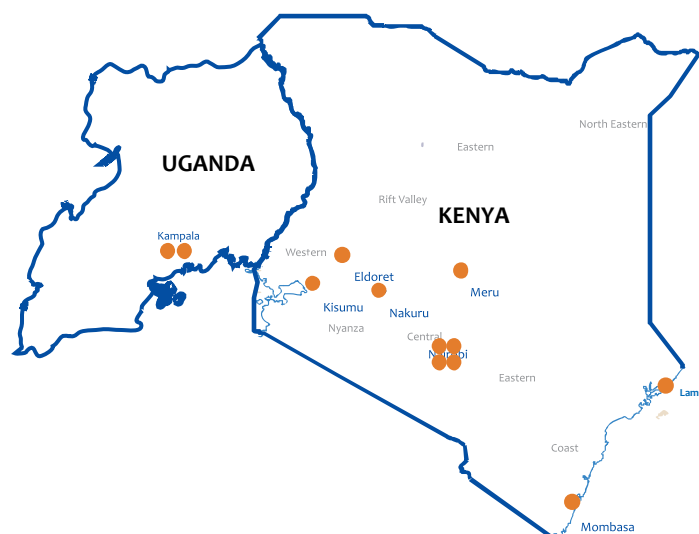 North Eastern
Eastern
UGANDA
Rift Valley
KENYA
Kampala
Western
Eldoret
Meru
Kisumu
Nakuru
Nyanza
Central
Nairobi
Eastern
Lam
Coast
Mombasa